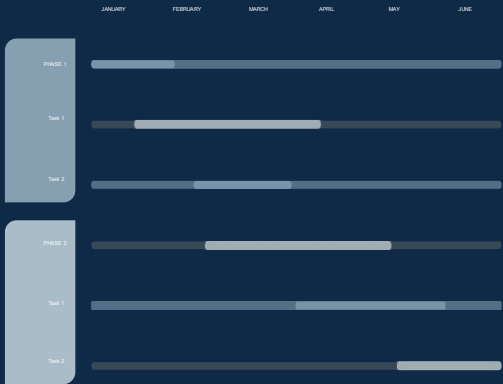 JANUARY FEBRUARY MARCH APRIL MAY JUNE
PHASE 1
Task 1
Task 2
PHASE 2
Task 1
Task 2